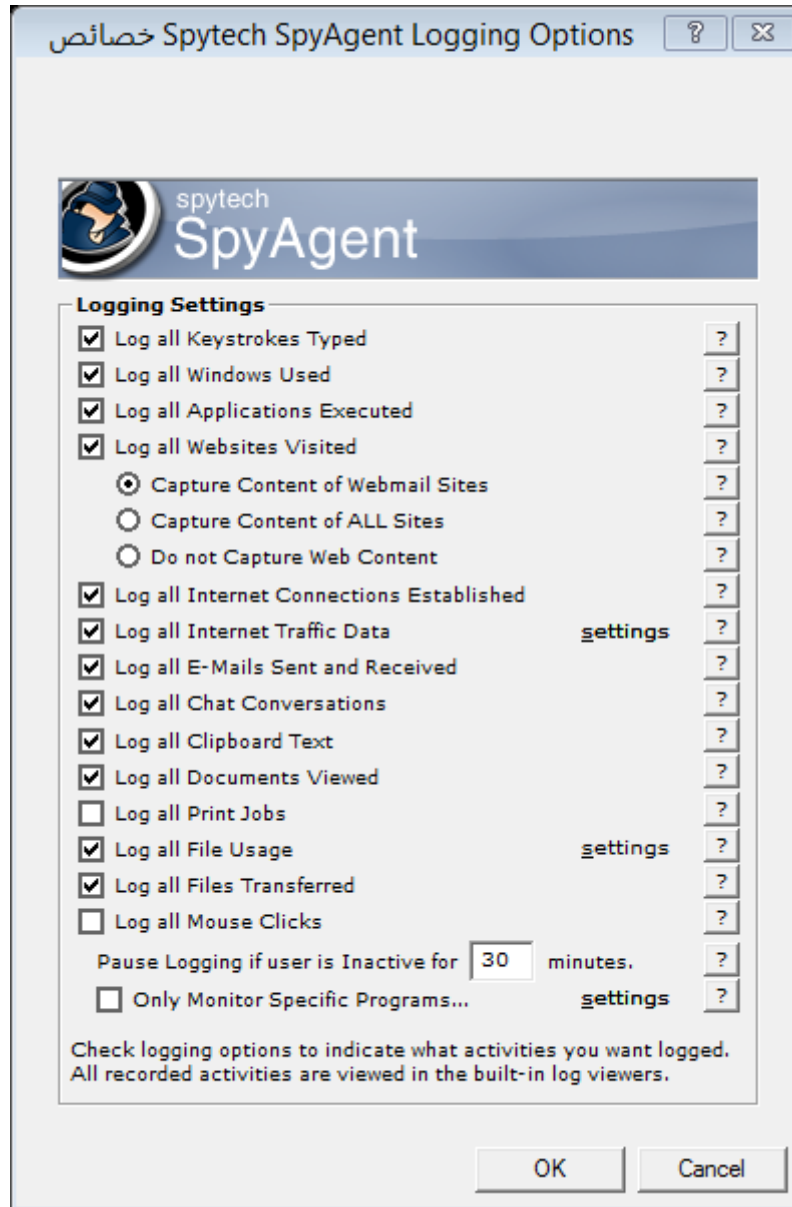 خصائص Spytech SpyAgent Logging Options
spytech
SpyAgent
Logging Settings
Log all Keystrokes Typed ?
Log all Windows Used ?
Log all Applications Executed ?
Log all Websites Visited ?
Capture Content of Webmail Sites ?
Capture Content of ALL Sites ?
Do not Capture Web Content ?
Log all Internet Connections Established ?
Log all Internet Traffic Data settings ?
Log all E-Mails Sent and Received ?
Log all Chat Conversations ?
Log all Clipboard Text ?
Log all Documents Viewed ?
Log all Print Jobs ?
Log all File Usage settings ?
Log all Files Transferred ?
Log all Mouse Clicks ?
Pause Logging if user is Inactive for 30 minutes. ?
Only Monitor Specific Programs... settings ?
Check logging options to indicate what activities you want logged.
All recorded activities are viewed in the built-in log viewers.
OK Cancel